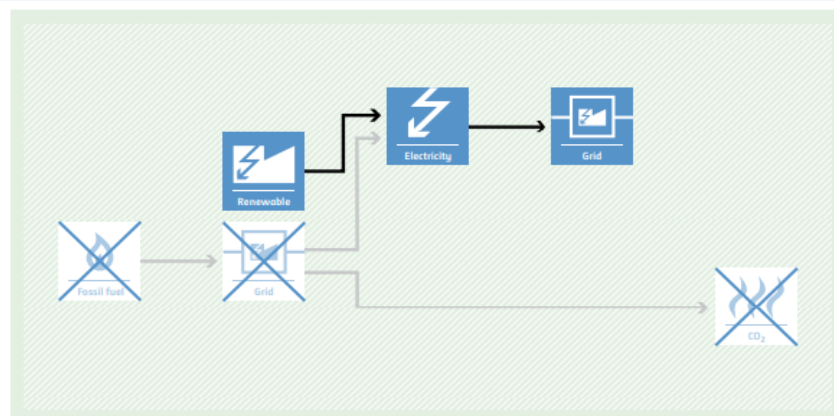 Electricity
Grid
Renewable
Fossil fuel
Grid
CO₂